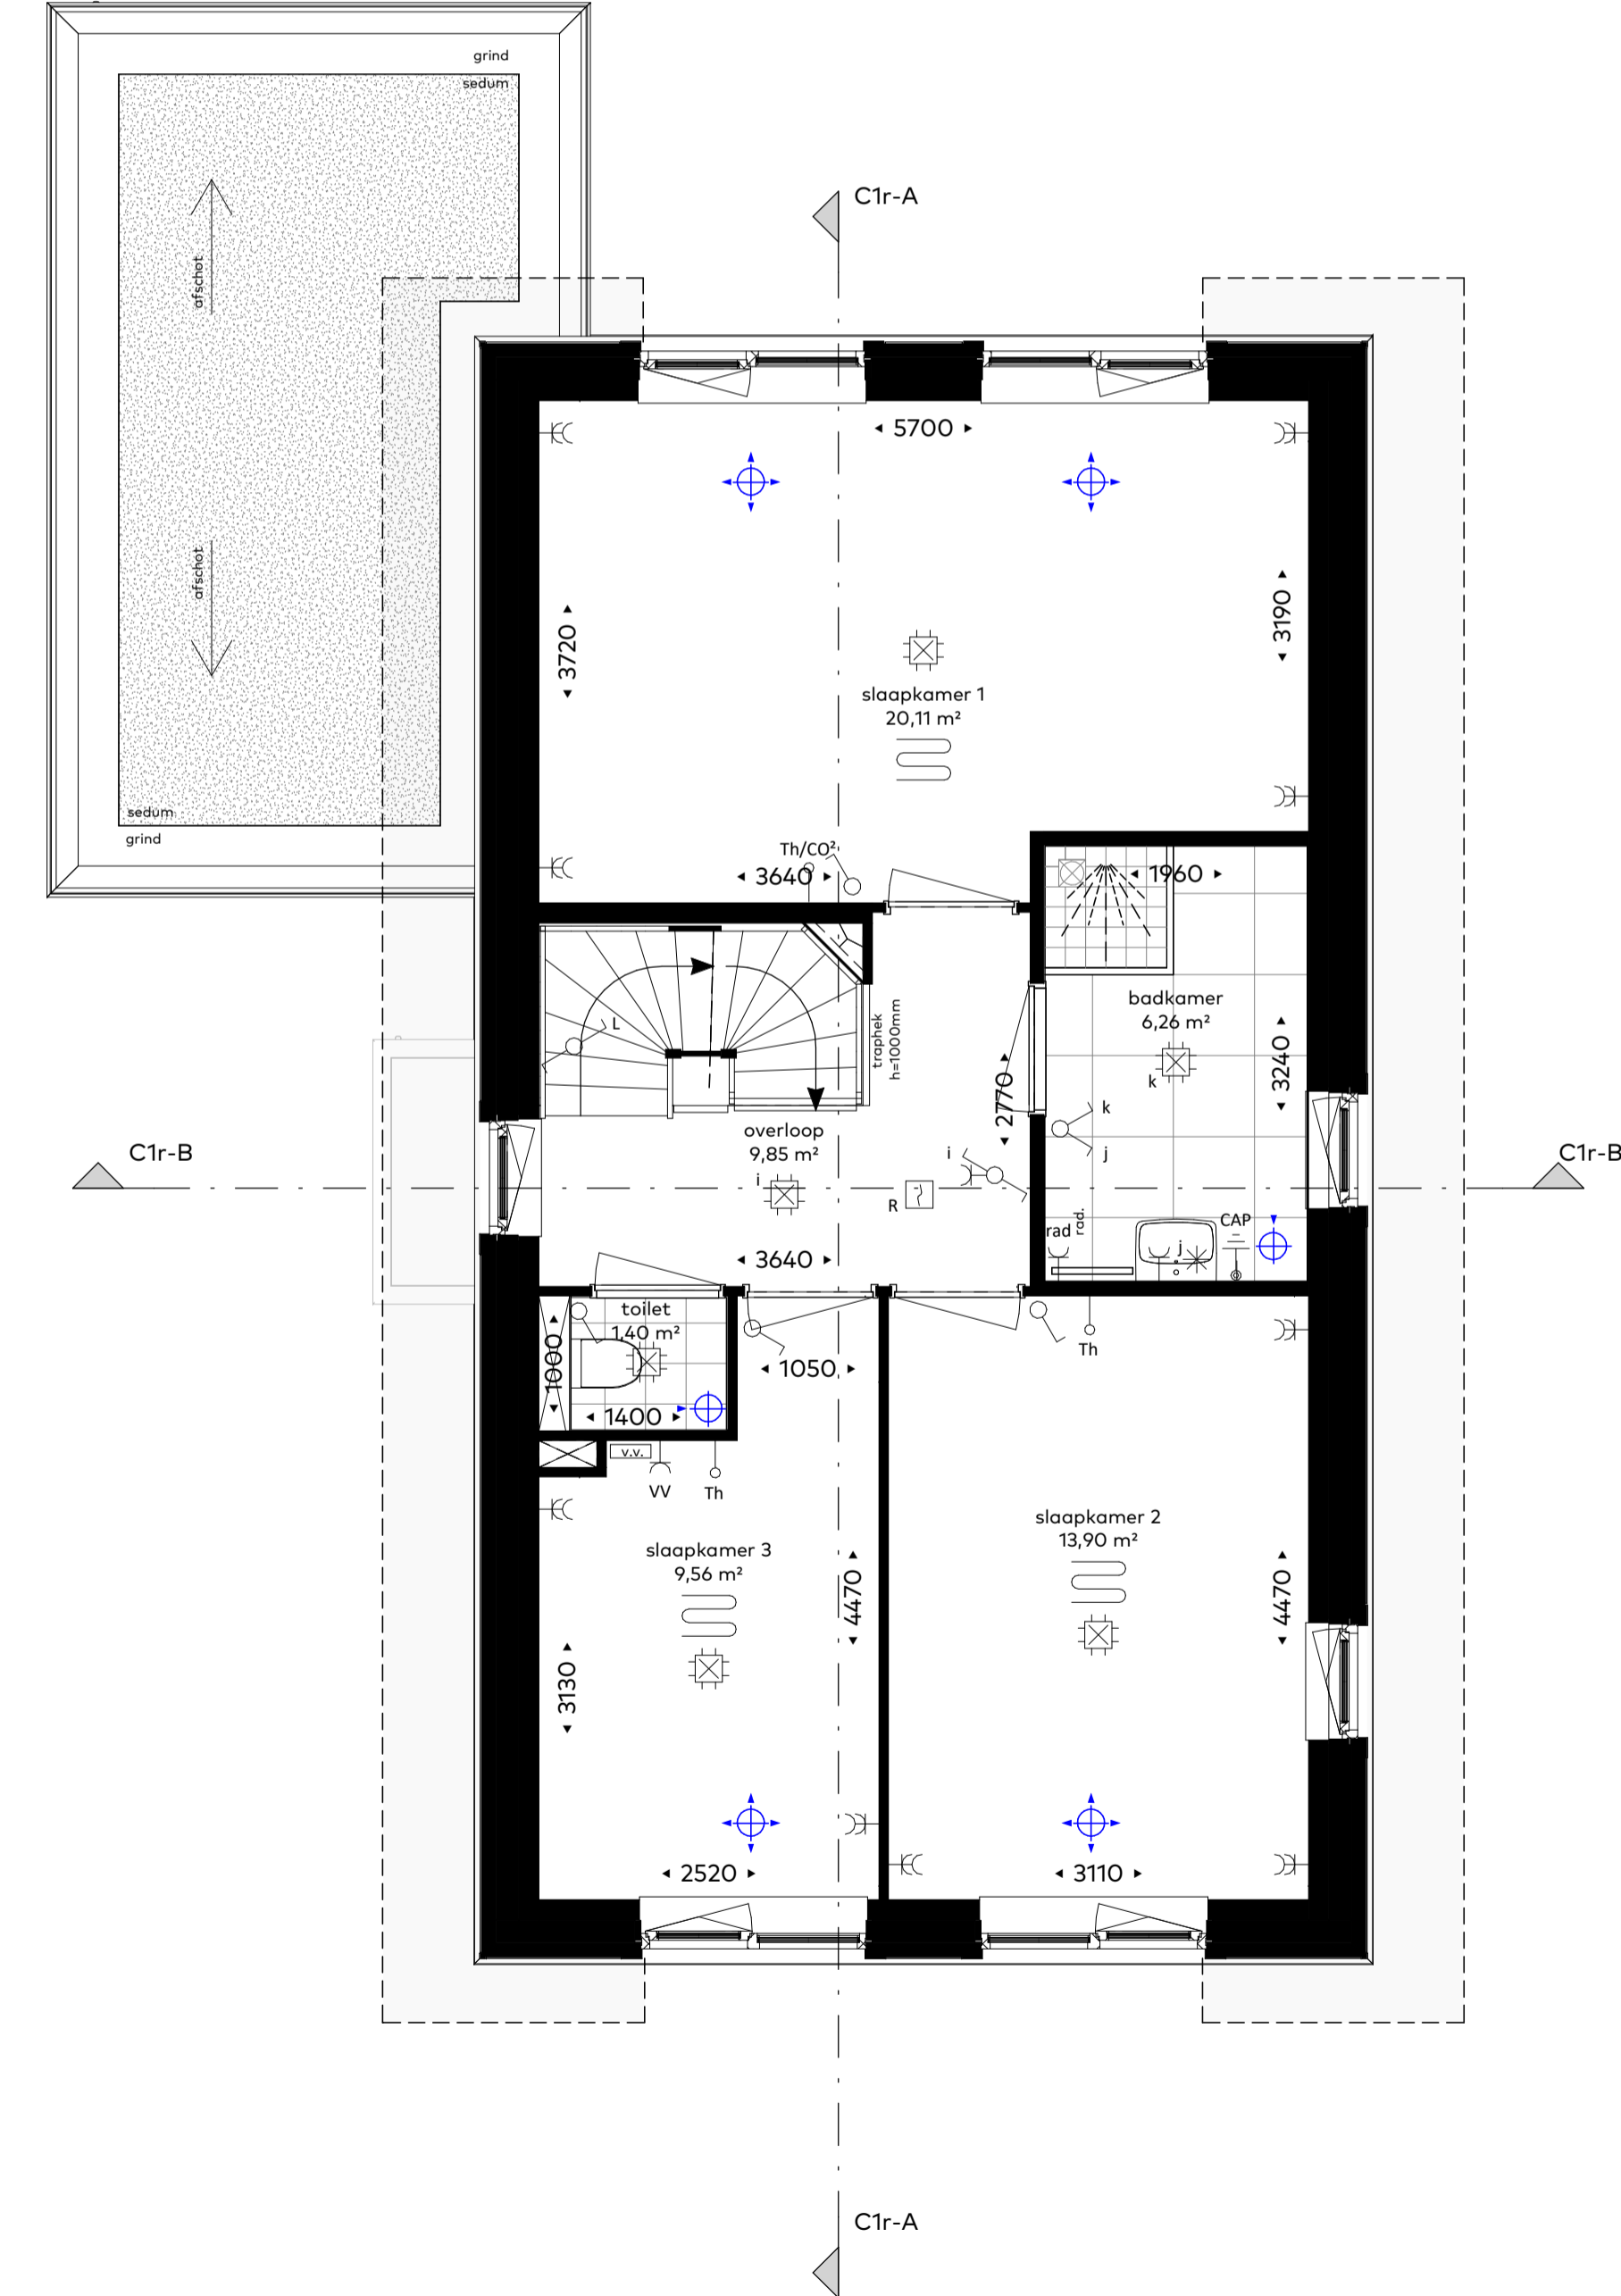 grind
sedum
C1r-A
afschot
5700
afschot
3720
3190
slaapkamer 1
20,11 m²
sedum
grind
Th/CO²
3640
1960
L
traphek
h=1000mm
badkamer
6,26 m²
k
3240
2770
k
j
C1r-B
overloop
9,85 m²
i
i
R
C1r-B
rad
rad.
CAP
j
3640
toilet
1,40 m²
1000
1400
1050
Th
v.v.
VV
Th
slaapkamer 3
9,56 m²
slaapkamer 2
13,90 m²
4470
4470
3130
2520
3110
C1r-A